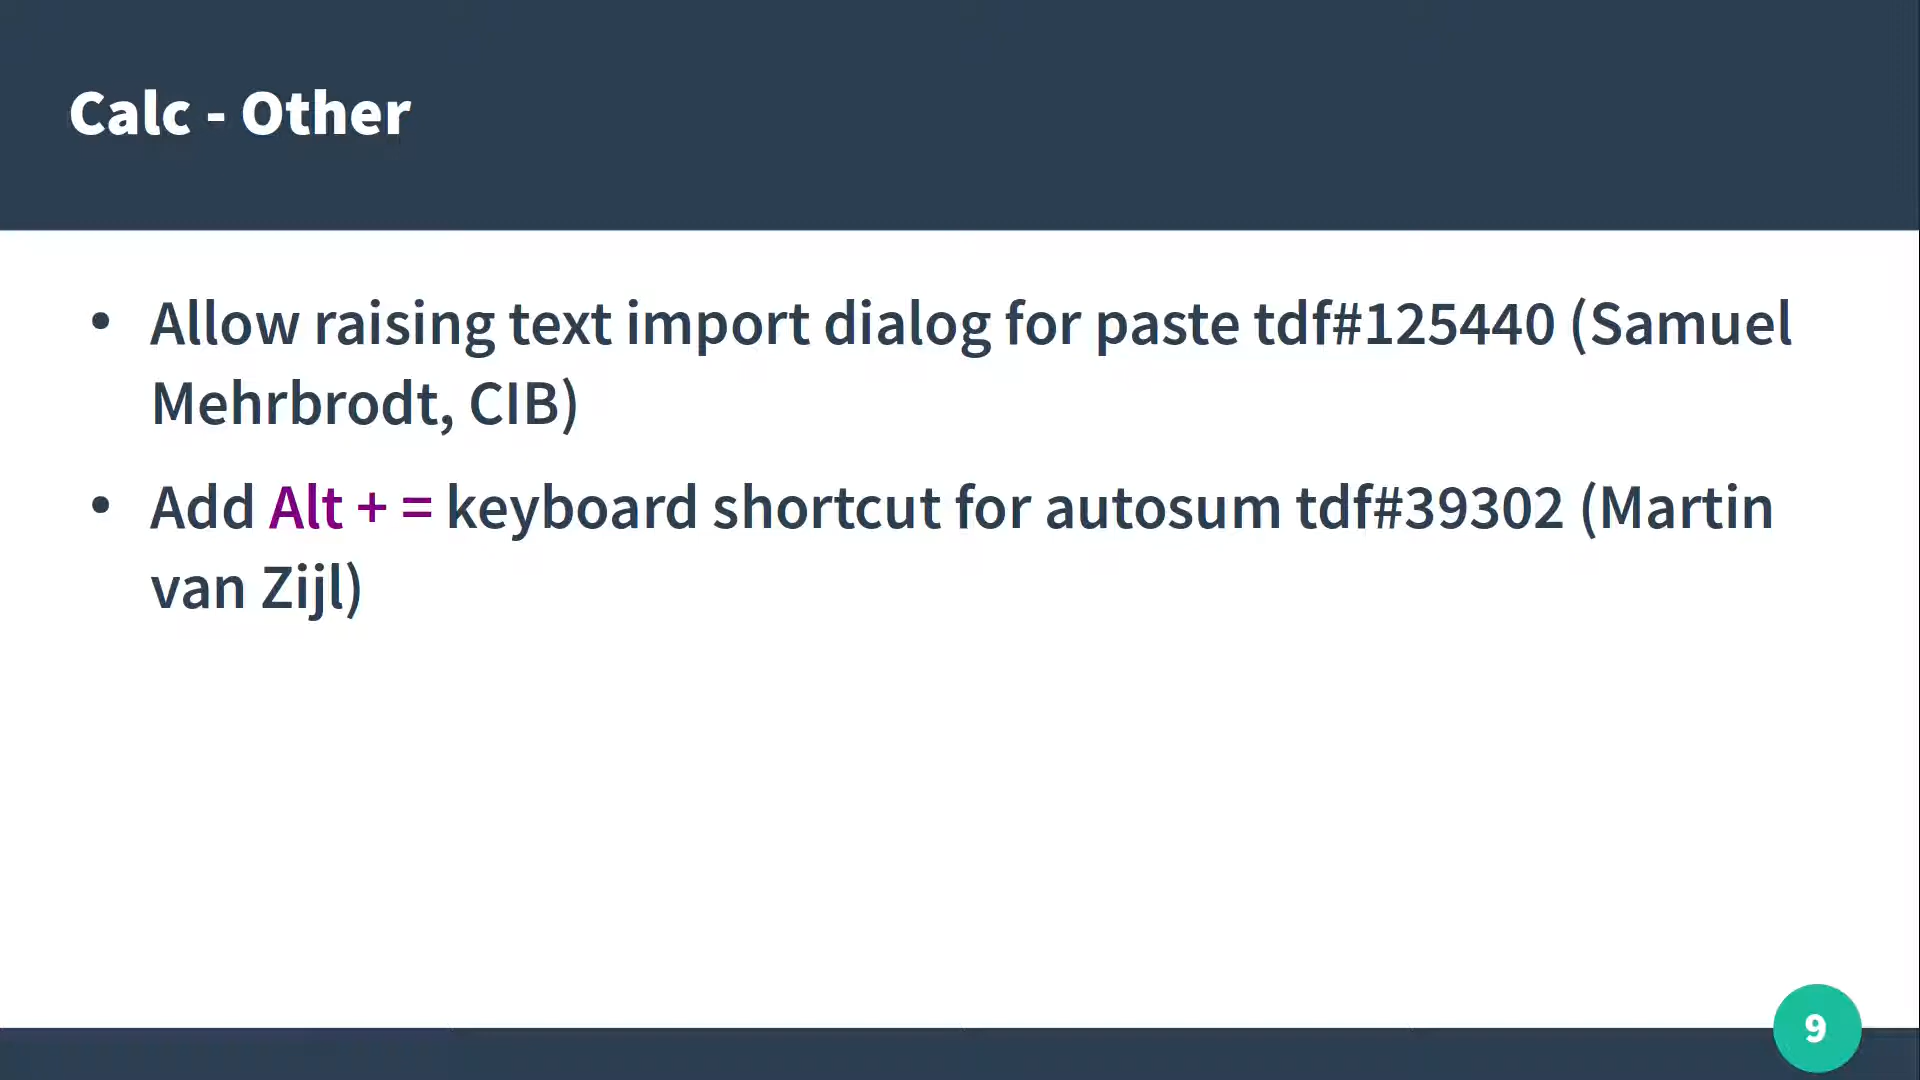 Calc - Other
• Allow raising text import dialog for paste tdf#125440 (Samuel
Mehrbrodt, CIB)
• Add Alt + = keyboard shortcut for autosum tdf#39302 (Martin
van Zijl)
9